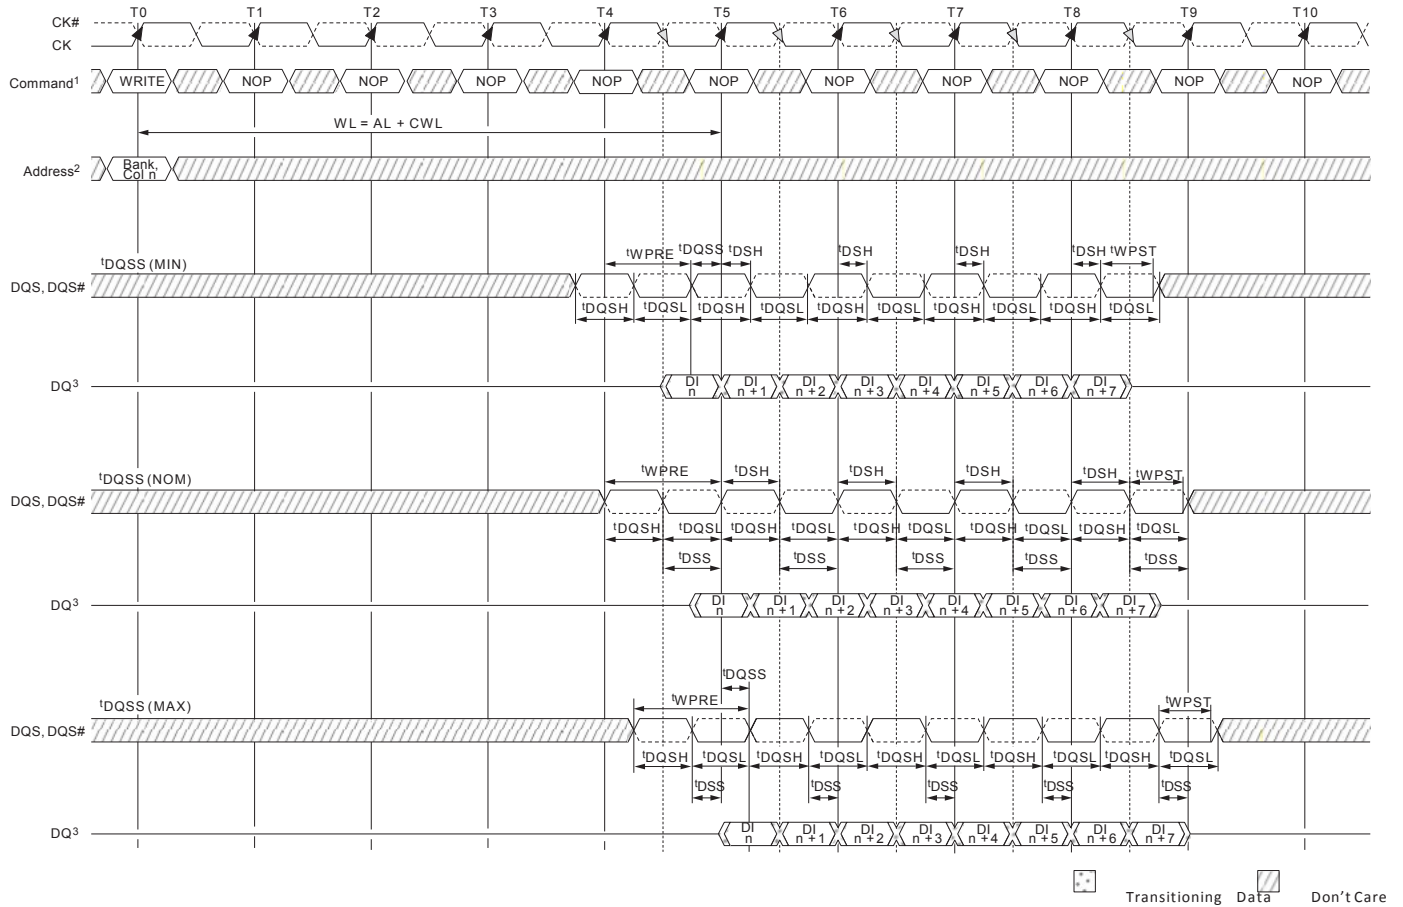 T0 T1 T2 T3 T4 T5 T6 T7 T8 T9 T10
CK#
CK
Command1 WRITE NOP NOP NOP NOP NOP NOP NOP NOP NOP NOP
WL = AL + CWL
Address2 Bank,
Col n
tWPRE tDQSS tDSH tDSH tDSH tDSH tWPST
tDQSS (MIN)
DQS, DQS#
tDQSH tDQSL tDQSH tDQSL tDQSH tDQSL tDQSH tDQSL tDQSH tDQSL
DQ3 DI DI DI DI DI DI DI DI
n n +1 n +2 n +3 n +4 n +5 n +6 n +7
tDQSS (NOM) tWPRE tDSH tDSH tDSH tDSH tWPST
DQS, DQS#
tDQSH tDQSL tDQSH tDQSL tDQSH tDQSL tDQSH tDQSL tDQSH tDQSL
tDSS tDSS tDSS tDSS tDSS
DQ3 DI DI DI DI DI DI DI DI
n n +1 n +2 n +3 n +4 n +5 n +6 n +7
tDQSS
tDQSS (MAX) tWPRE tWPST
DQS, DQS#
tDQSH tDQSL tDQSH tDQSL tDQSH tDQSL tDQSH tDQSL tDQSH tDQSL
tDSS tDSS tDSS tDSS tDSS
DQ3 DI DI DI DI DI DI DI DI
n n +1 n +2 n +3 n +4 n +5 n +6 n +7
Transitioning Data Don't Care